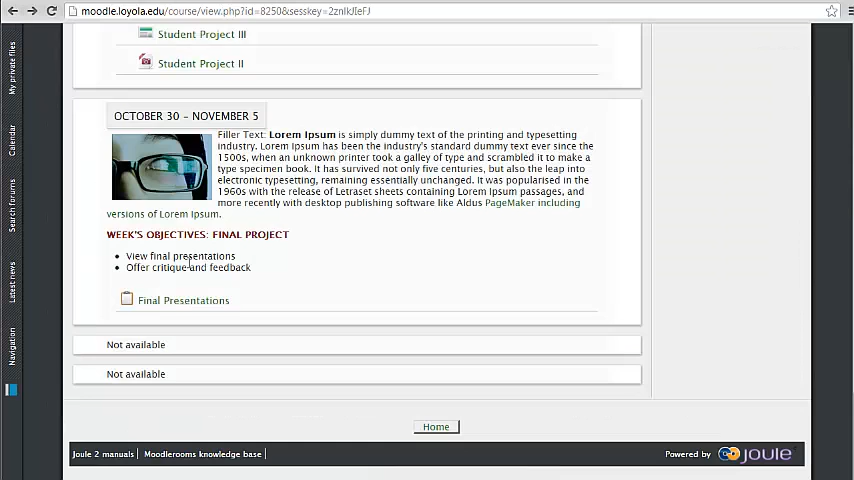 moodle.loyola.edu/course/view.php?id=8250&sesskey=2znIkJIeFJ
My private files
Calendar
Search forums
Latest news
Navigation
Student Project III
Student Project II
OCTOBER 30 - NOVEMBER 5
Filler Text: Lorem Ipsum is simply dummy text of the printing and typesetting
industry. Lorem Ipsum has been the industry's standard dummy text ever since the
1500s, when an unknown printer took a galley of type and scrambled it to make a
type specimen book. It has survived not only five centuries, but also the leap into
electronic typesetting, remaining essentially unchanged. It was popularised in the
1960s with the release of Letraset sheets containing Lorem Ipsum passages, and
more recently with desktop publishing software like Aldus PageMaker including
versions of Lorem Ipsum.
WEEK'S OBJECTIVES: FINAL PROJECT
View final presentations
Offer critique and feedback
Final Presentations
Not available
Not available
Home
Joule 2 manuals | Moodlerooms knowledge base |
Powered by joule